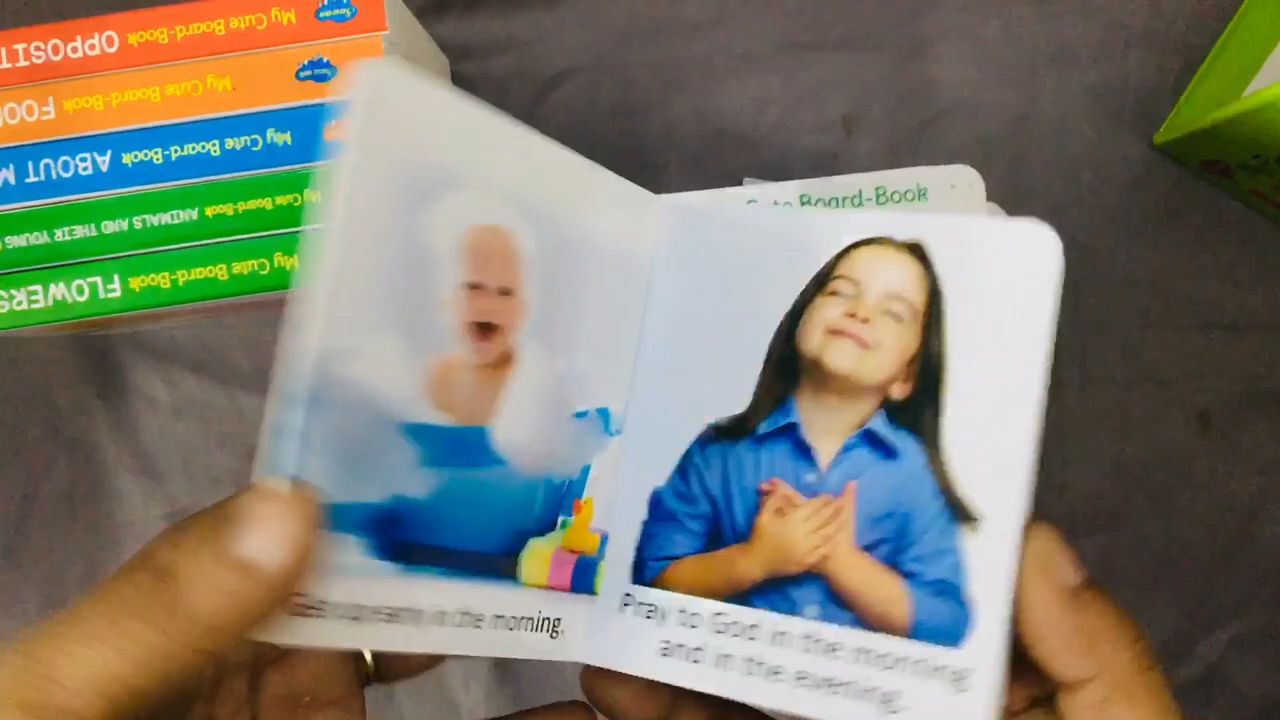 My Cute Board-Book OPPOSIT
My Cute Board-Book FOO
My Cute Board-Book ABOUT M
My Cute Board-Book ANIMALS AND THEIR YOUNG
My Cute Board-Book FLOWERS
Cute Board-Book
in the morning.
Pray to God in the morning
and in the evening.